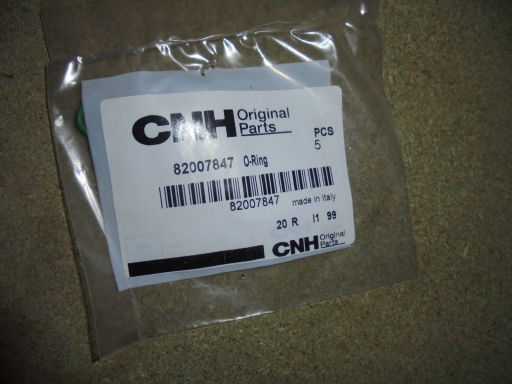 CNH Original Parts
PCS
5
82007847 O-Ring
82007847 made in Italy
20 R I1 99
CNH Original Parts